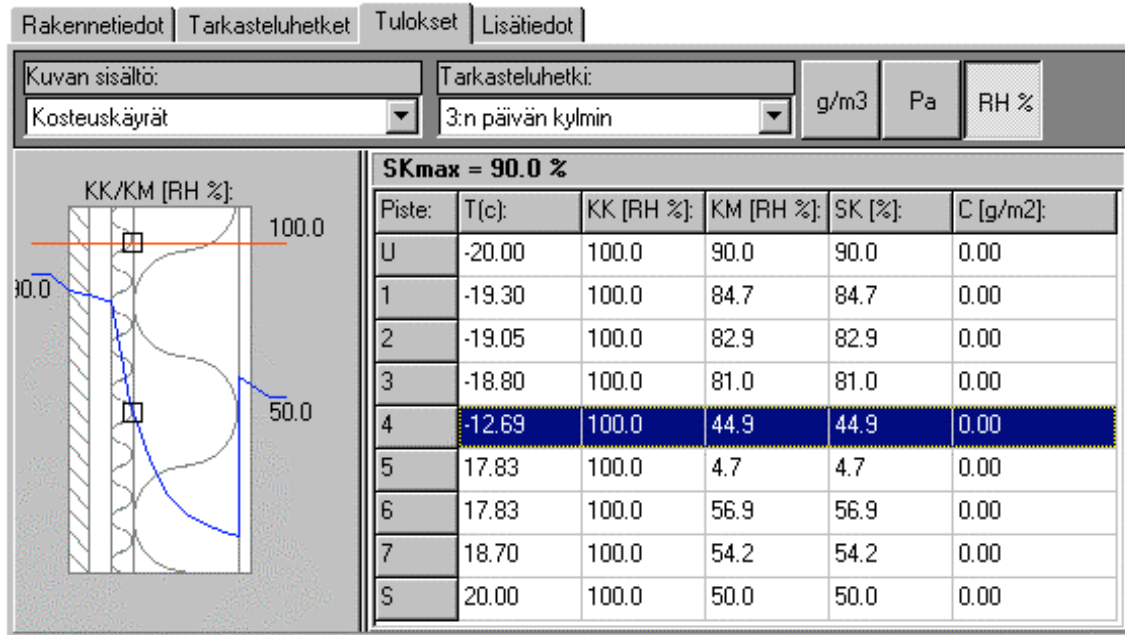 Rakennetiedot Tarkasteluhetket Tulokset Lisätiedot
Kuvan sisältö: Tarkasteluhetki:
Kosteuskäyrät 3:n päivän kylmin g/m3 Pa RH %
SKmax = 90.0 %
KK/KM [RH %]:
100.0
90.0
50.0
Piste: T(c): KK [RH %]: KM [RH %]: SK [%]: C [g/m2]:
U -20.00 100.0 90.0 90.0 0.00
1 -19.30 100.0 84.7 84.7 0.00
2 -19.05 100.0 82.9 82.9 0.00
3 -18.80 100.0 81.0 81.0 0.00
4 -12.69 100.0 44.9 44.9 0.00
5 17.83 100.0 4.7 4.7 0.00
6 17.83 100.0 56.9 56.9 0.00
7 18.70 100.0 54.2 54.2 0.00
S 20.00 100.0 50.0 50.0 0.00